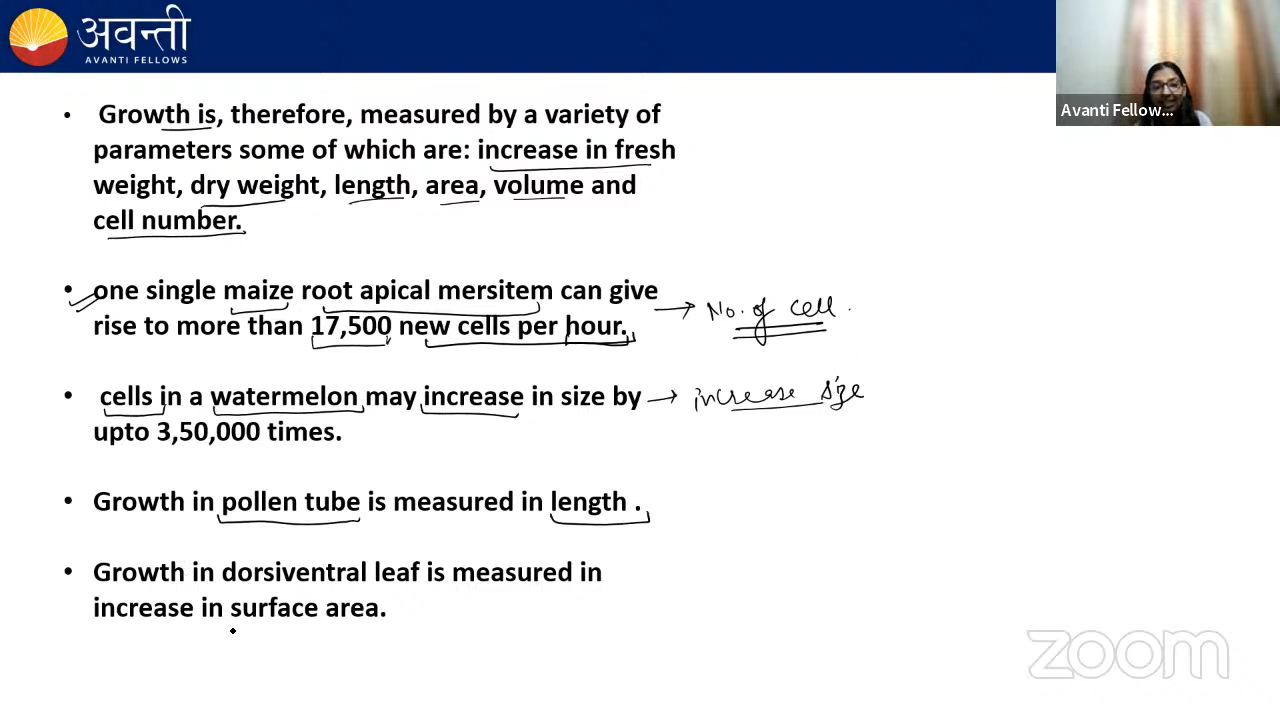 अवन्ती
AVANTI FELLOWS
Avanti Fellow...
• Growth is, therefore, measured by a variety of
parameters some of which are: increase in fresh
weight, dry weight, length, area, volume and
cell number.
• one single maize root apical mersitem can give
rise to more than 17,500 new cells per hour.
→ No. of cell.
• cells in a watermelon may increase in size by → increase size
upto 3,50,000 times.
• Growth in pollen tube is measured in length .
• Growth in dorsiventral leaf is measured in
increase in surface area.
zoom